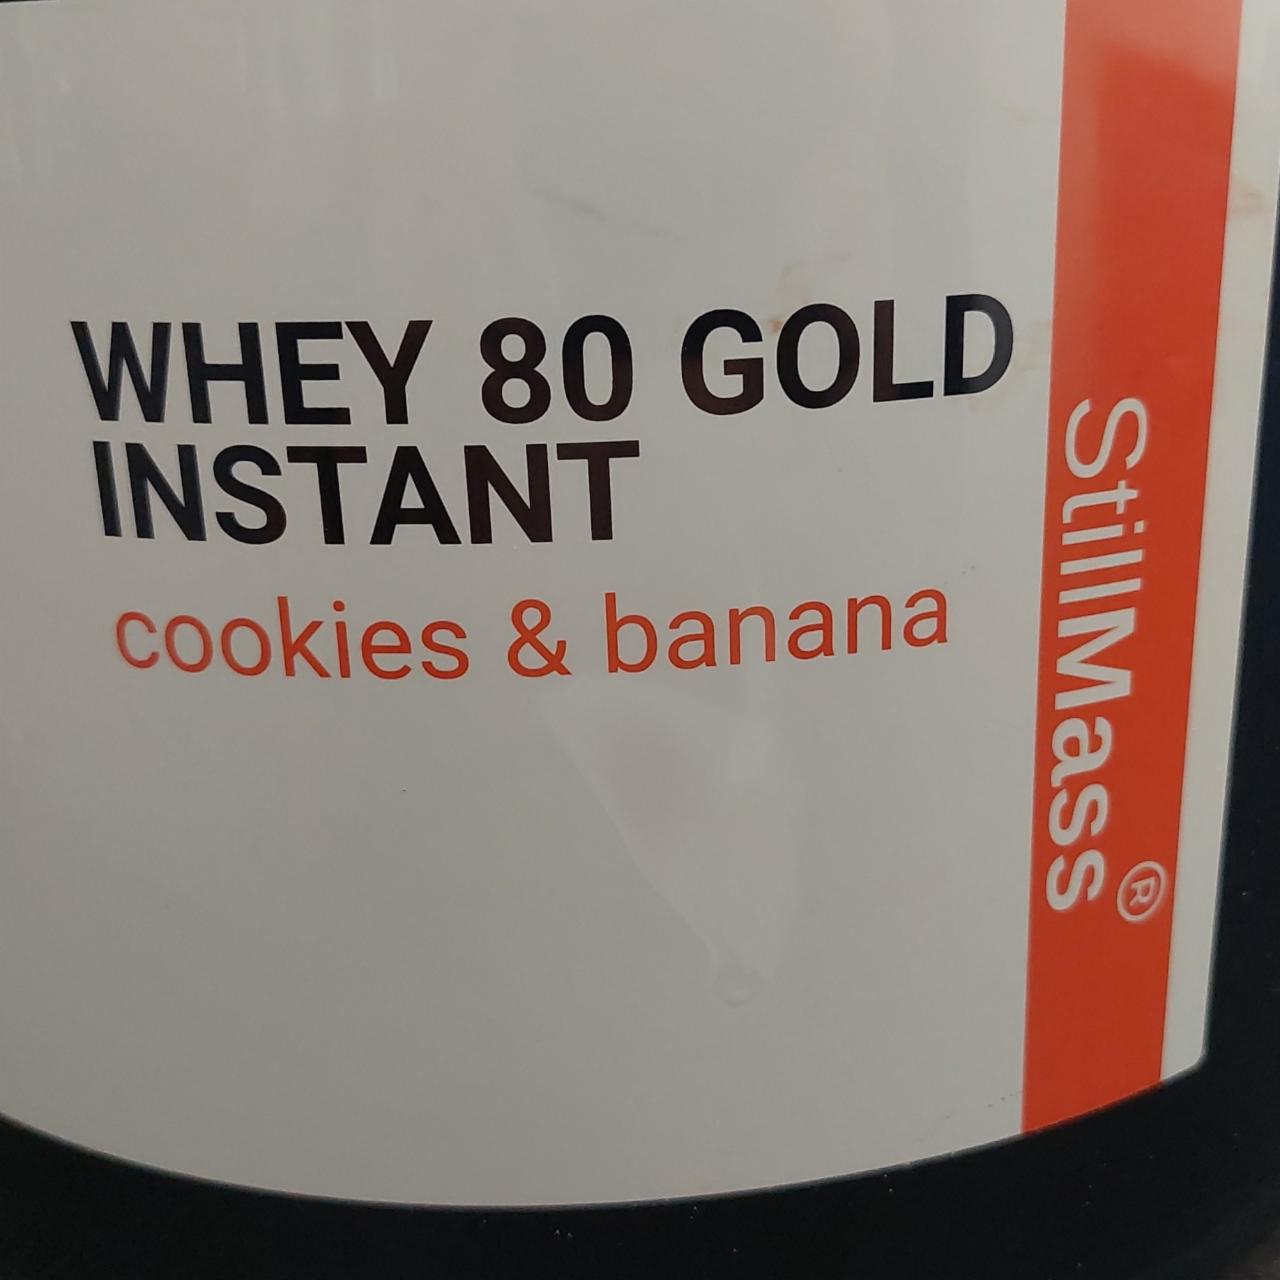 WHEY 80 GOLD
INSTANT
cookies & banana
StillMass®